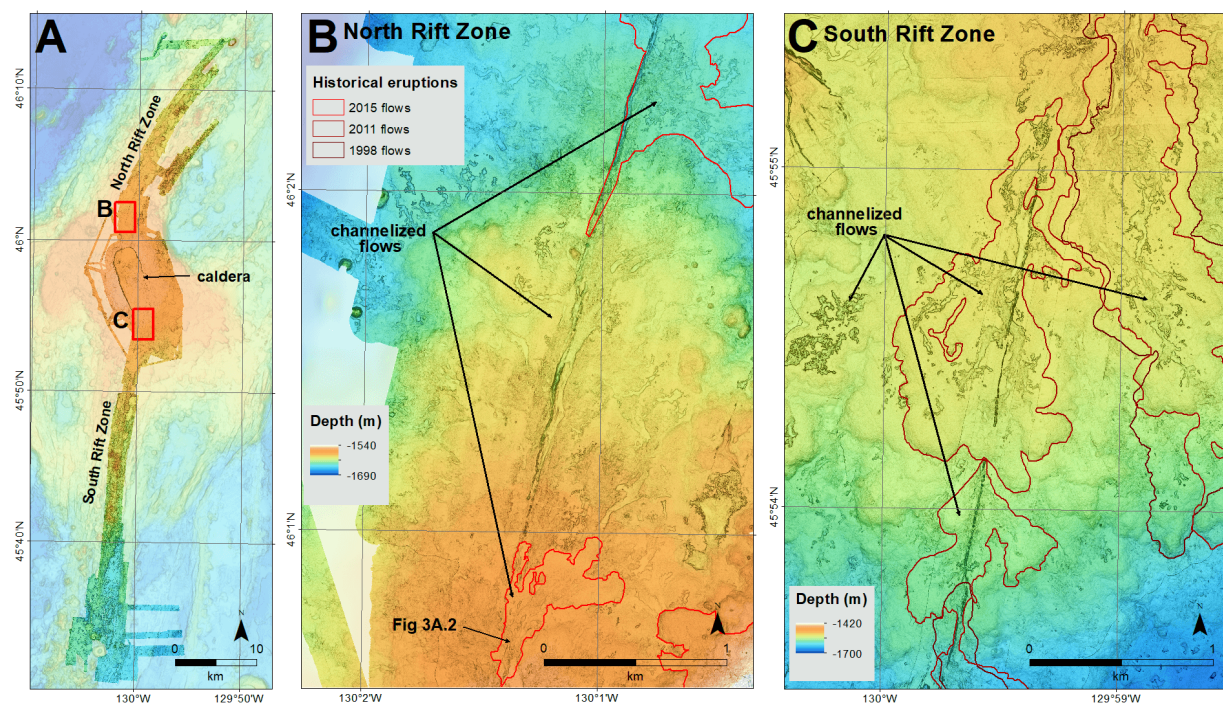 A
46°10'N
North Rift Zone
B
46°N
caldera
C
45°50'N
South Rift Zone
45°40'N
N
0 10
km
130°W 129°50'W
B North Rift Zone
Historical eruptions
2015 flows
2011 flows
1998 flows
46°2'N
channelized
flows
Depth (m)
-1540
-1690
46°1'N
Fig 3A.2
N
0 1
km
130°2'W 130°1'W
C South Rift Zone
45°55'N
channelized
flows
45°54'N
Depth (m)
-1420
-1700
N
0 1
km
130°W 129°59'W